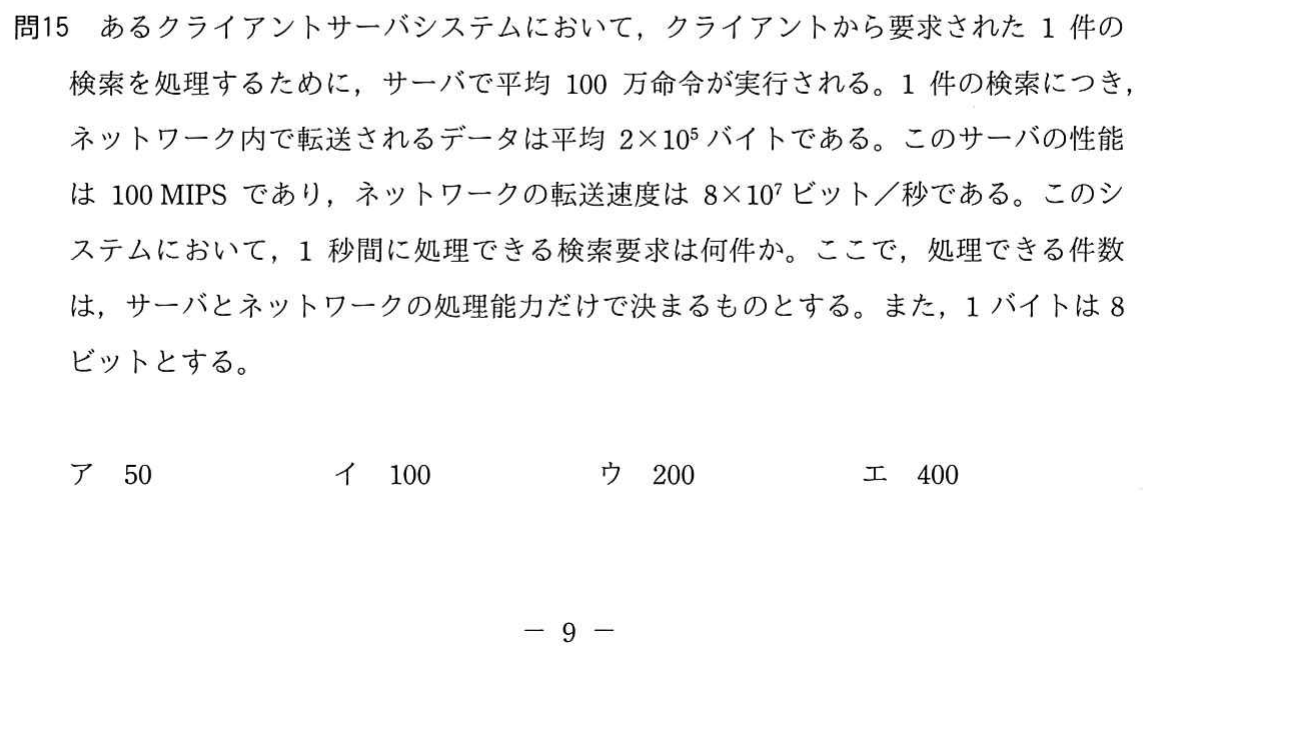 問15　あるクライアントサーバシステムにおいて，クライアントから要求された 1 件の
検索を処理するために，サーバで平均 100 万命令が実行される。1 件の検索につき，
ネットワーク内で転送されるデータは平均 2×10⁵ バイトである。このサーバの性能
は 100 MIPS であり，ネットワークの転送速度は 8×10⁷ ビット／秒である。このシ
ステムにおいて，1 秒間に処理できる検索要求は何件か。ここで，処理できる件数
は，サーバとネットワークの処理能力だけで決まるものとする。また，1 バイトは 8
ビットとする。
ア　50　イ　100　ウ　200　エ　400
－ 9 －